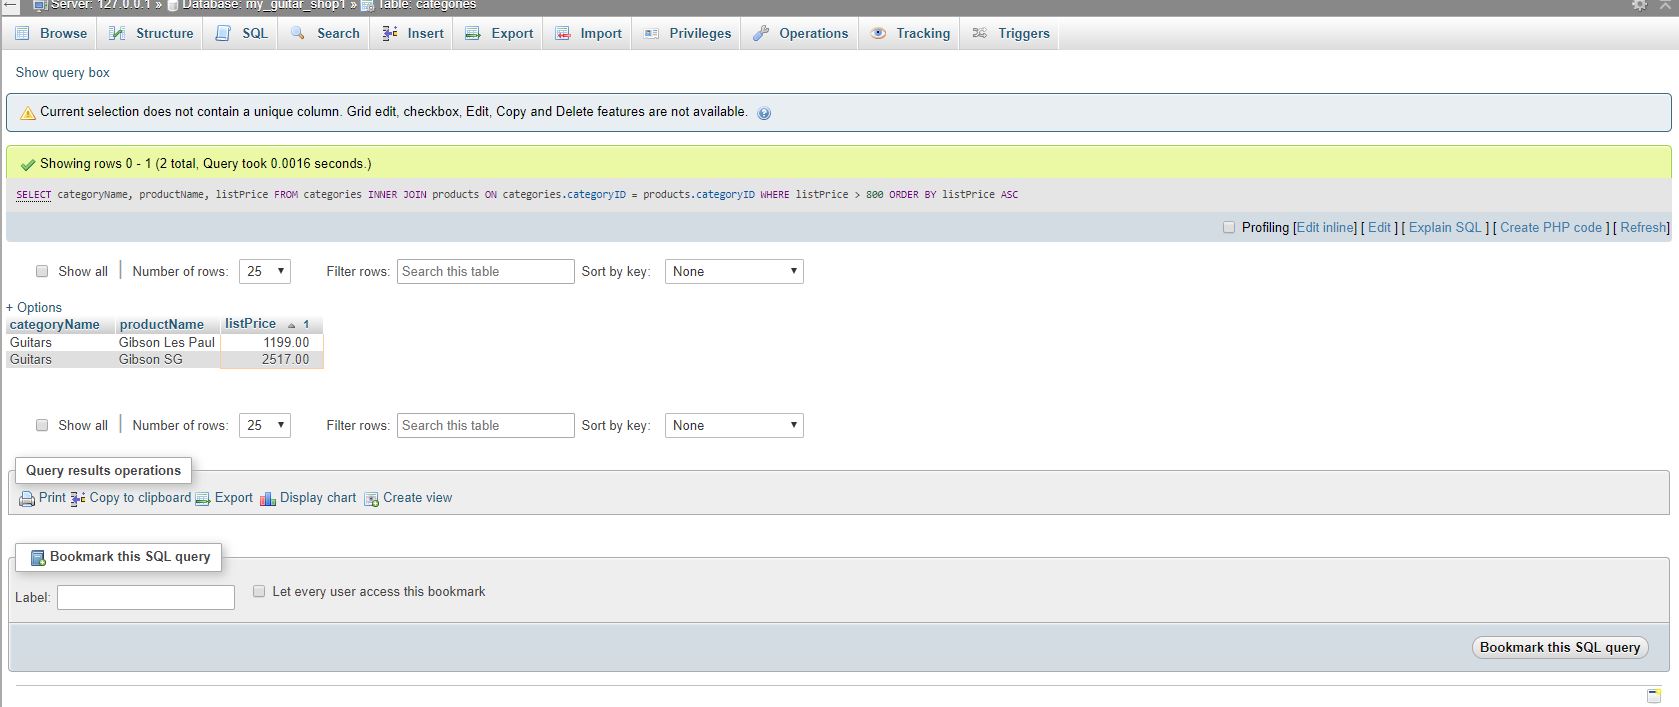 Server: 127.0.0.1 » Database: my_guitar_shop1 » Table: categories
Browse Structure SQL Search Insert Export Import Privileges Operations Tracking Triggers
Show query box
Current selection does not contain a unique column. Grid edit, checkbox, Edit, Copy and Delete features are not available.
Showing rows 0 - 1 (2 total, Query took 0.0016 seconds.)
SELECT categoryName, productName, listPrice FROM categories INNER JOIN products ON categories.categoryID = products.categoryID WHERE listPrice > 800 ORDER BY listPrice ASC
Profiling [Edit inline] [ Edit ] [ Explain SQL ] [ Create PHP code ] [ Refresh]
Show all | Number of rows: 25 Filter rows: Search this table Sort by key: None
+ Options
categoryName productName listPrice 1
Guitars Gibson Les Paul 1199.00
Guitars Gibson SG 2517.00
Show all | Number of rows: 25 Filter rows: Search this table Sort by key: None
Query results operations
Print Copy to clipboard Export Display chart Create view
Bookmark this SQL query
Label: Let every user access this bookmark
Bookmark this SQL query